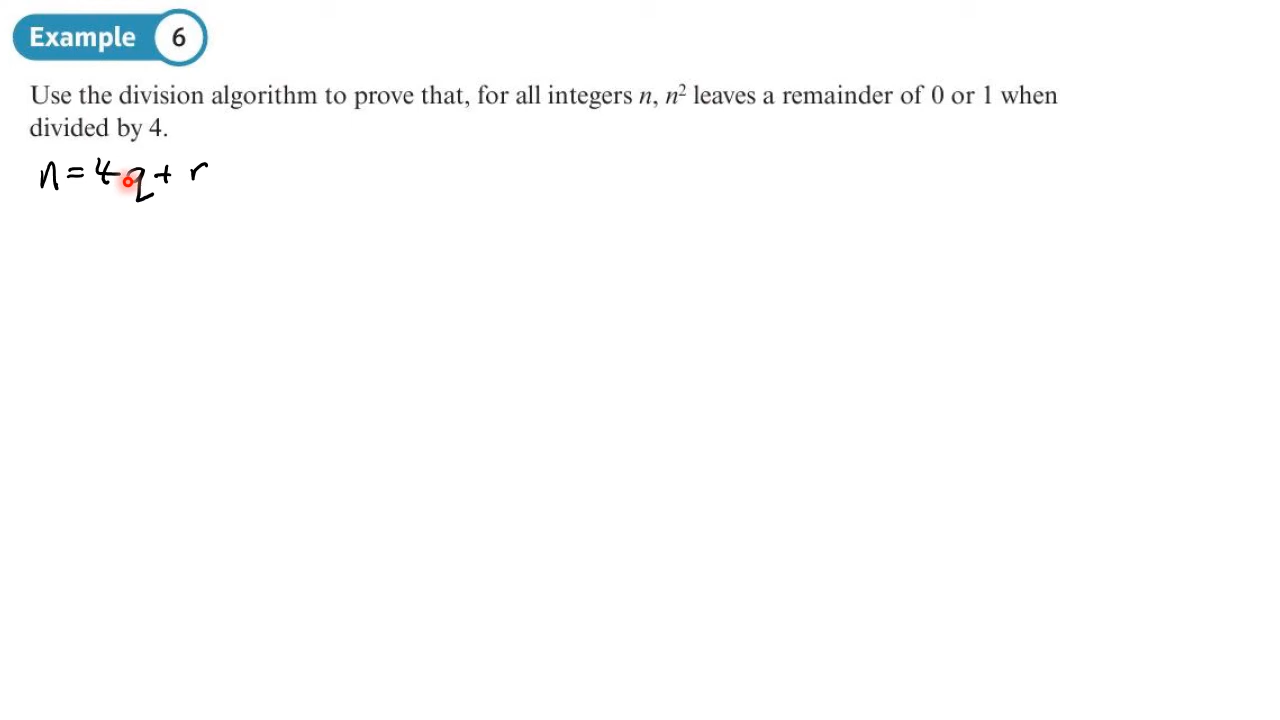 Example 6
Use the division algorithm to prove that, for all integers n, n² leaves a remainder of 0 or 1 when
divided by 4.
n = 4q + r